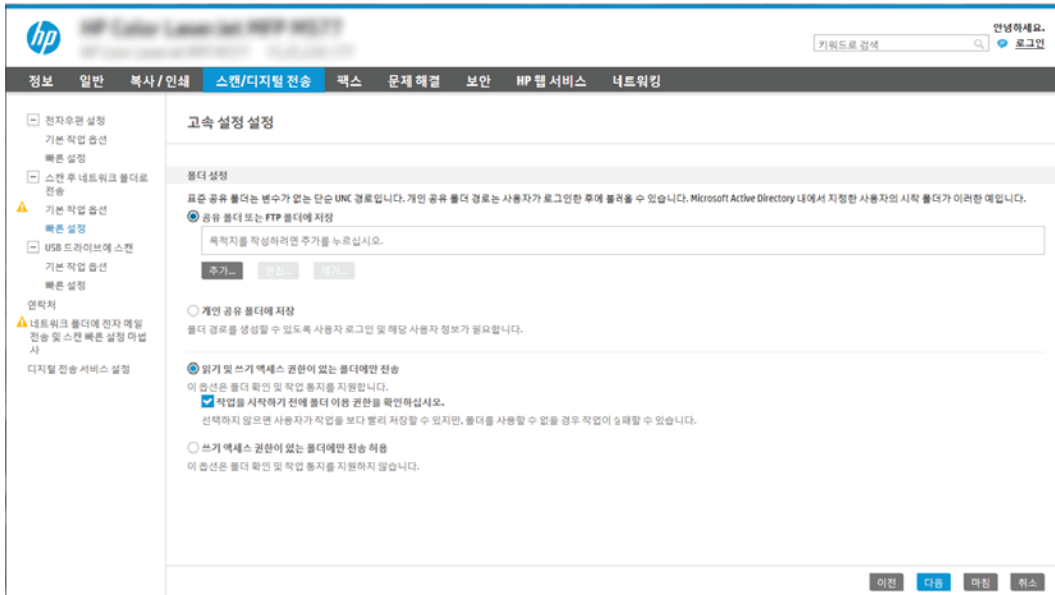 hp
안녕하세요.
키워드로 검색
로그인
정보 일반 복사 / 인쇄 스캔/디지털 전송 팩스 문제 해결 보안 HP 웹 서비스 네트워킹
전자우편 설정
기본 작업 옵션
빠른 설정
스캔 후 네트워크 폴더로
전송
기본 작업 옵션
빠른 설정
USB 드라이브에 스캔
기본 작업 옵션
빠른 설정
연락처
네트워크 폴더에 전자 메일
전송 및 스캔 빠른 설정 마법
사
디지털 전송 서비스 설정
고속 설정 설정
폴더 설정
표준 공유 폴더는 변수가 없는 단순 UNC 경로입니다. 개인 공유 폴더 경로는 사용자가 로그인한 후에 불러올 수 있습니다. Microsoft Active Directory 내에서 지정한 사용자의 시작 폴더가 이러한 예입니다.
공유 폴더 또는 FTP 폴더에 저장
목적지를 작성하려면 추가를 누르십시오.
추가... 편집... 제거...
개인 공유 폴더에 저장
폴더 경로를 생성할 수 있도록 사용자 로그인 및 해당 사용자 정보가 필요합니다.
읽기 및 쓰기 액세스 권한이 있는 폴더에만 전송
이 옵션은 폴더 확인 및 작업 통지를 지원합니다.
작업을 시작하기 전에 폴더 이용 권한을 확인하십시오.
선택하지 않으면 사용자가 작업을 보다 빨리 저장할 수 있지만, 폴더를 사용할 수 없을 경우 작업이 실패할 수 있습니다.
쓰기 액세스 권한이 있는 폴더에만 전송 허용
이 옵션은 폴더 확인 및 작업 통지를 지원하지 않습니다.
이전 다음 마침 취소